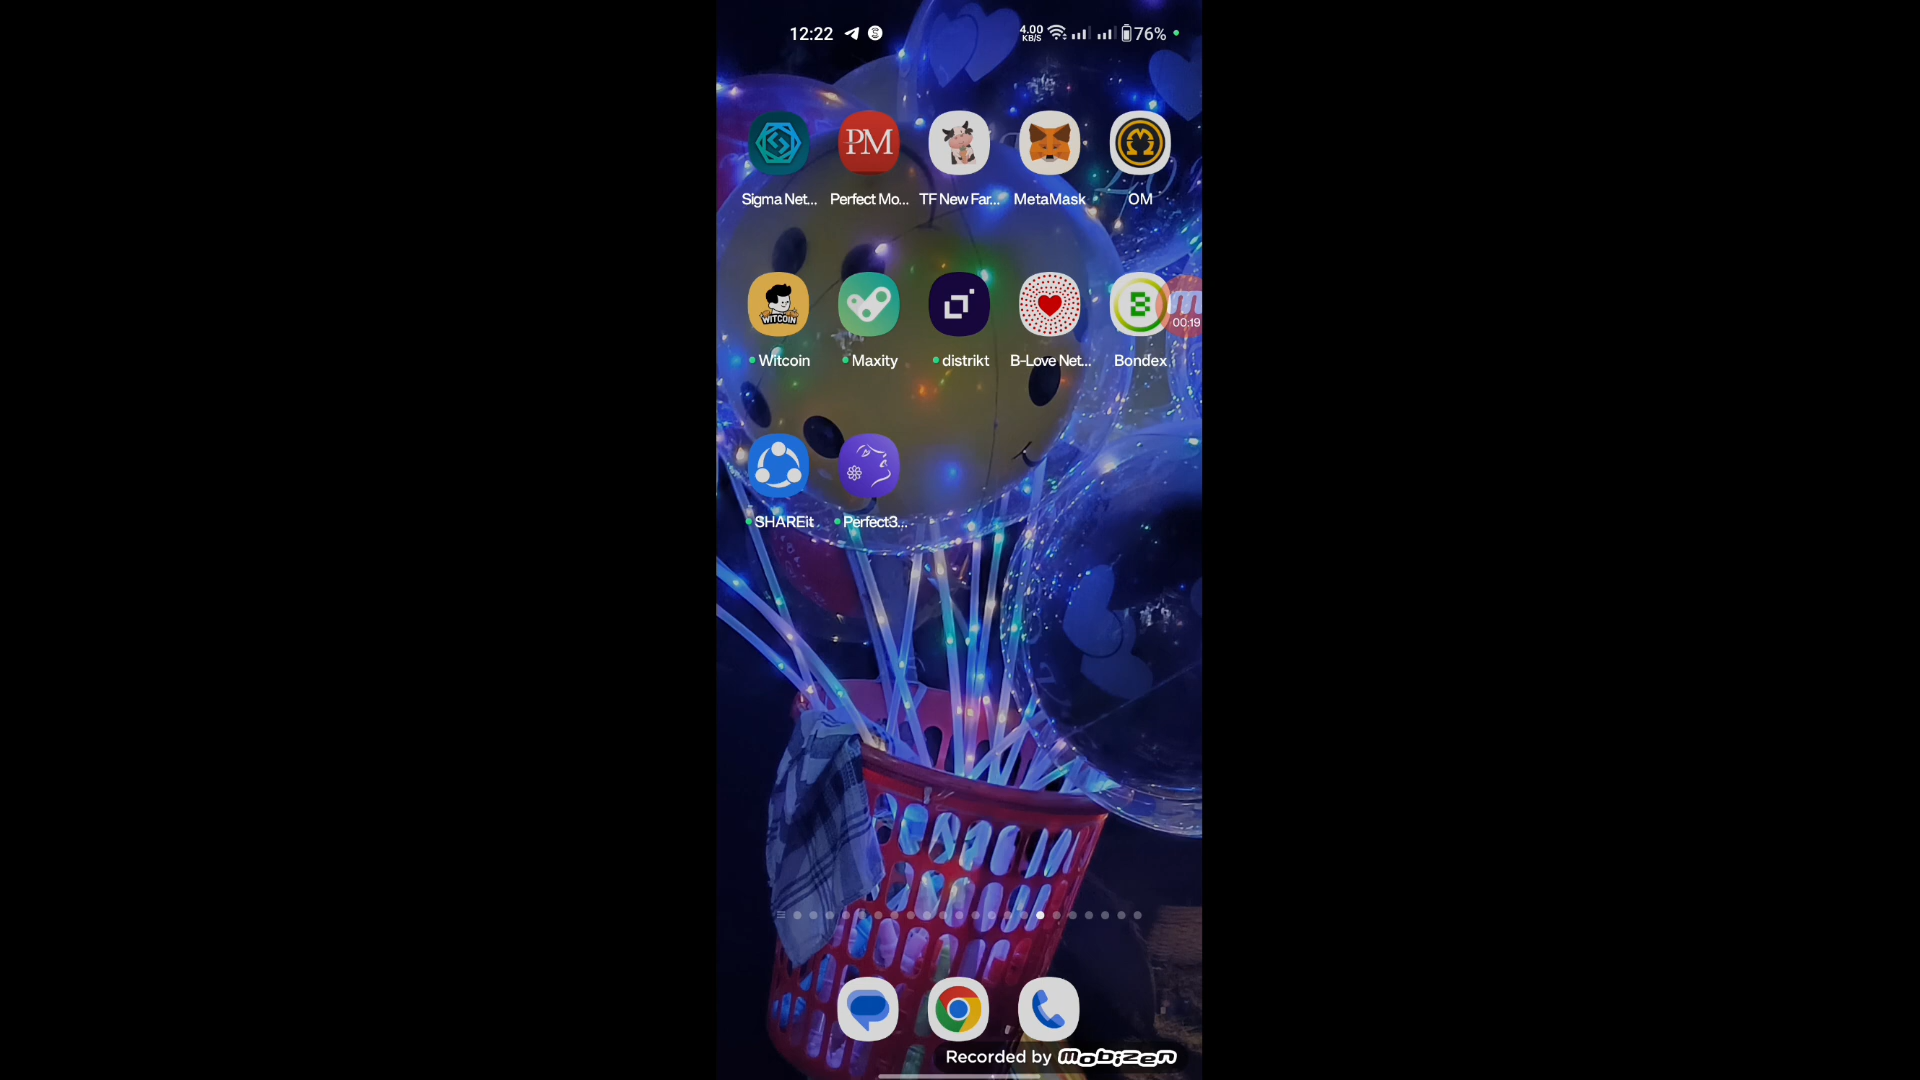 12:22
4.00
KB/S
76%
PM
Sigma Net...
Perfect Mo...
TF New Far...
MetaMask
OM
WITCOIN
B
m
00:19
Witcoin
Maxity
distrikt
B-Love Net...
Bondex
SHAREit
Perfect3...
Recorded by mobizen